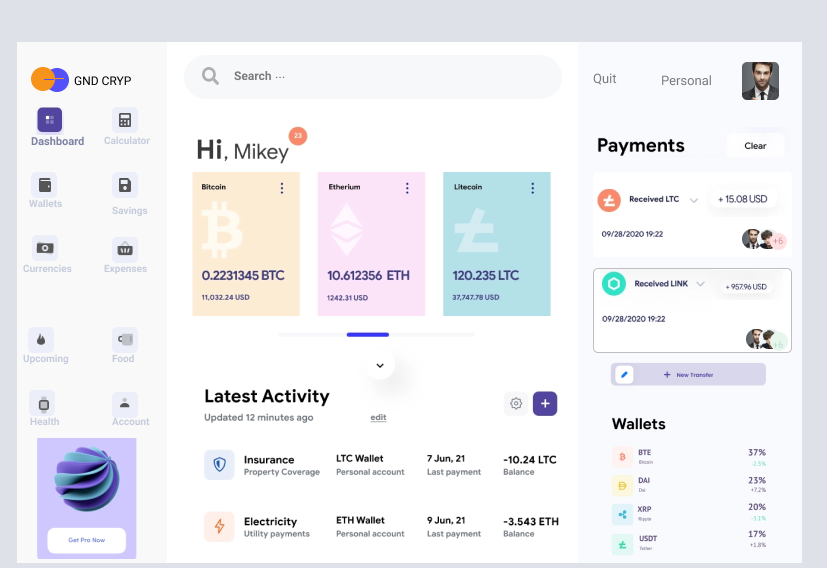 GND CRYP
Dashboard
Calculator
Wallets
Savings
Currencies
Expenses
Upcoming
Food
Health
Account
Get Pro Now
Search ...
Hi, Mikey
23
Bitcoin
0.2231345 BTC
11,032.24 USD
Etherium
10.612356 ETH
1242.31 USD
Litecoin
120.235 LTC
37,747.78 USD
Latest Activity
Updated 12 minutes ago
edit
+
Insurance
Property Coverage
LTC Wallet
Personal account
7 Jun, 21
Last payment
-10.24 LTC
Balance
Electricity
Utility payments
ETH Wallet
Personal account
9 Jun, 21
Last payment
-3.543 ETH
Balance
Quit
Personal
Payments
Clear
Received LTC
+ 15.08 USD
09/28/2020 19:22
+6
Received LINK
+ 957.96 USD
09/28/2020 19:22
+6
+ New Transfer
Wallets
BTE
Bitcoin
37%
-2.5%
DAI
Dai
23%
+7.2%
XRP
Ripple
20%
-3.1%
USDT
Tether
17%
+1.8%